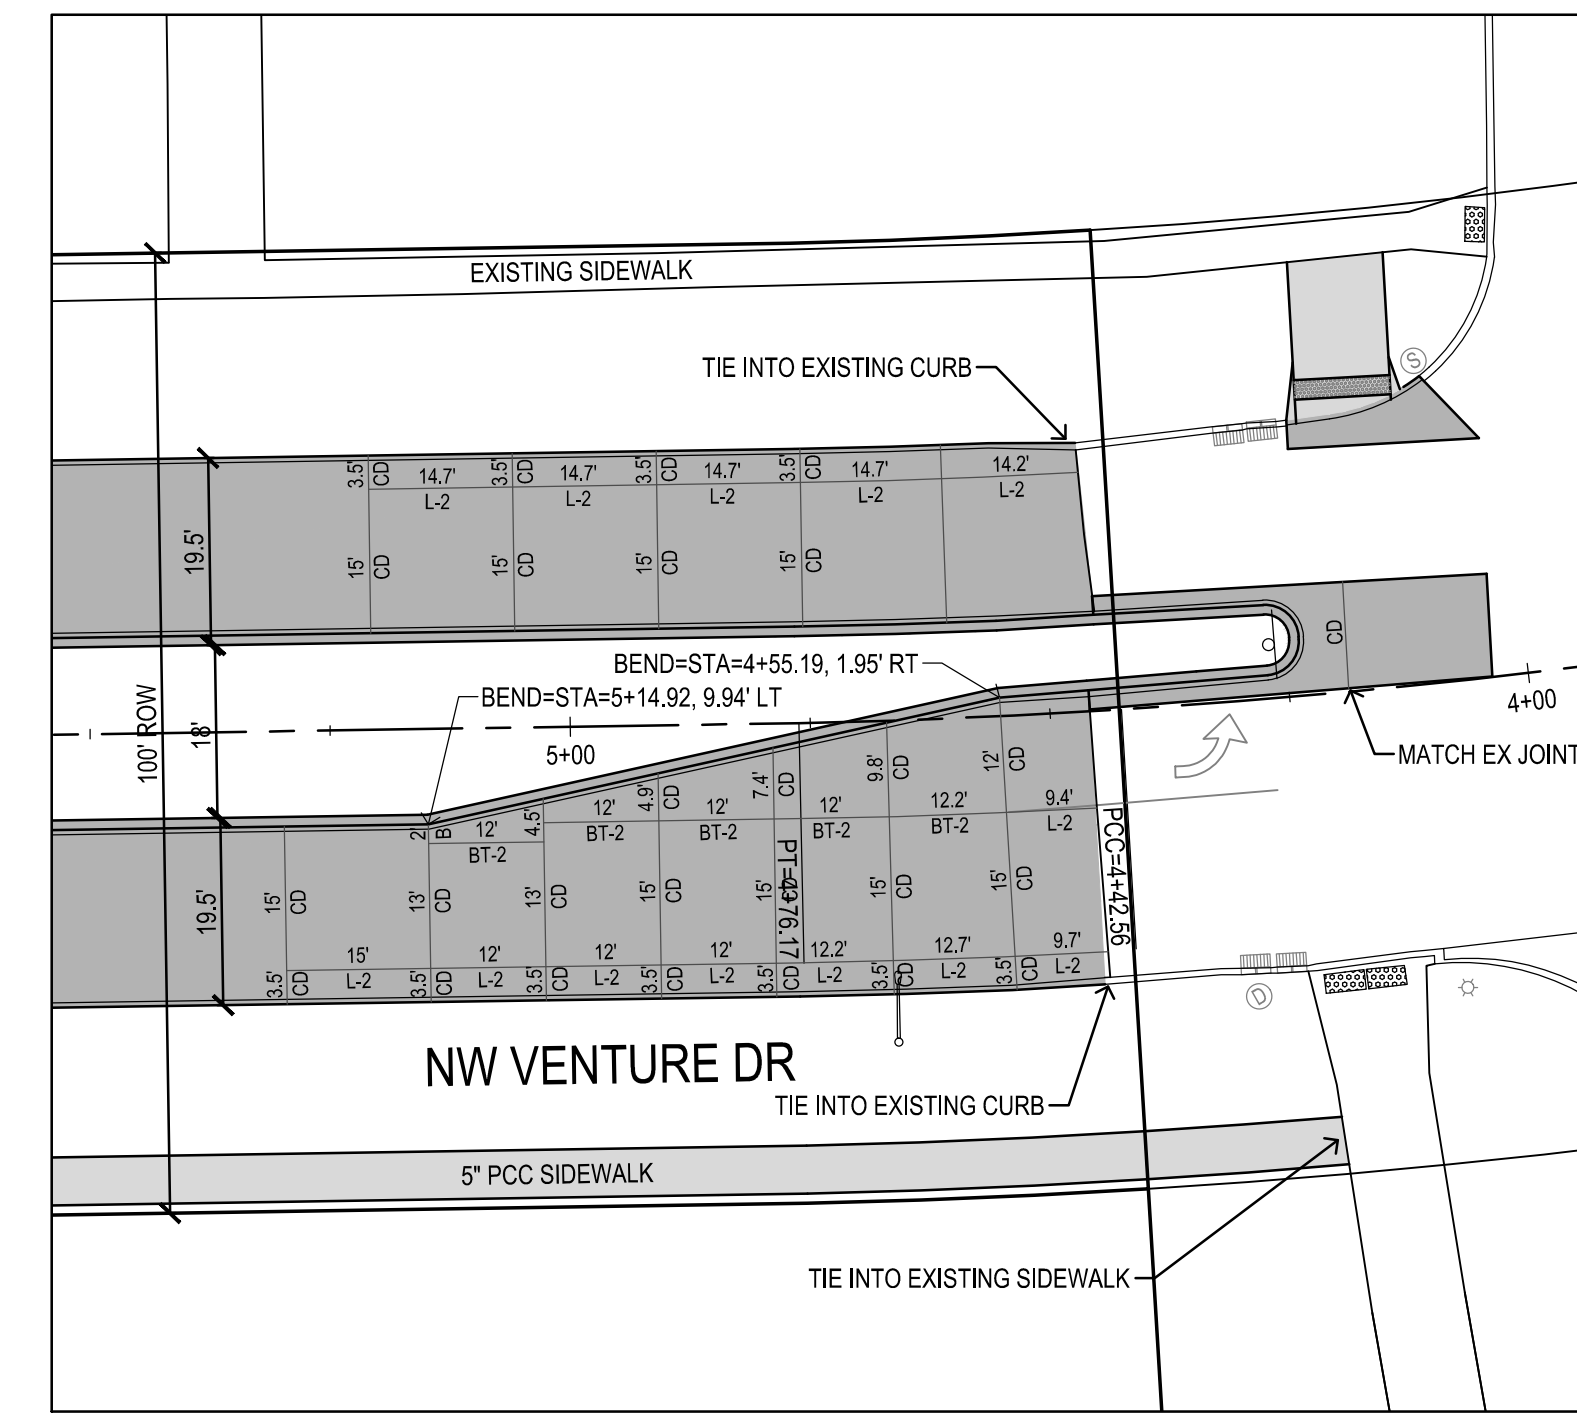 EXISTING SIDEWALK
TIE INTO EXISTING CURB
S
3.5' CD 14.7' 3.5' CD 14.7' 3.5' CD 14.7' 3.5' CD 14.7' 14.2'
L-2 L-2 L-2 L-2 L-2
19.5'
15' CD 15' CD 15' CD 15' CD
CD
BEND=STA=4+55.19, 1.95' RT
BEND=STA=5+14.92, 9.94' LT
100' ROW
18'
5+00
4+00
MATCH EX JOINT
7.4' CD 9.8' CD 12' CD
2' B 12' 4.5' 12' 4.9' CD 12' 12' 12.2' 9.4'
BT-2 BT-2 BT-2 BT-2 BT-2 L-2
PT=4+76.17
PCC=4+42.56
19.5'
15' CD 13' CD 13' CD 15' CD 15' CD 15' CD 15' CD
15' 12' 12' 12' 12.2' 12.7' 9.7'
3.5' CD L-2 3.5' CD L-2 3.5' CD L-2 3.5' CD L-2 3.5' CD L-2 3.5' CD L-2 3.5' CD L-2
D
NW VENTURE DR
TIE INTO EXISTING CURB
5" PCC SIDEWALK
TIE INTO EXISTING SIDEWALK